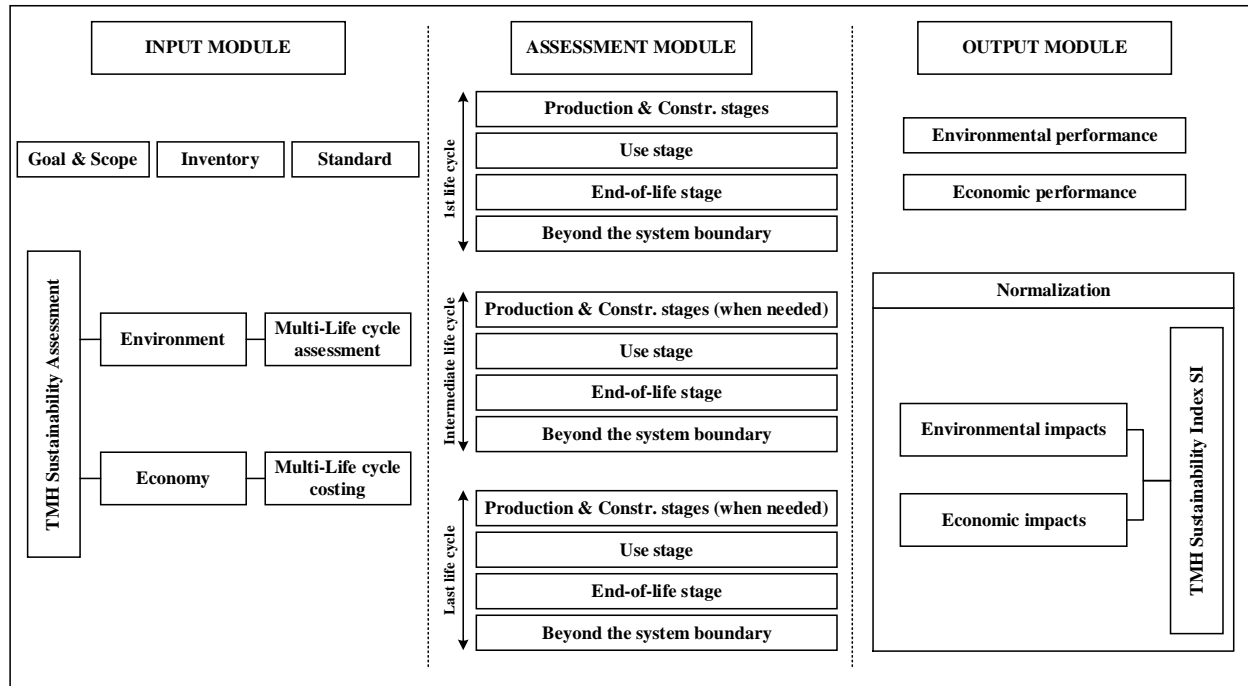 INPUT MODULE
Goal & Scope
Inventory
Standard
TMH Sustainability Assessment
Environment
Multi-Life cycle
assessment
Economy
Multi-Life cycle
costing
ASSESSMENT MODULE
1st life cycle
Production & Constr. stages
Use stage
End-of-life stage
Beyond the system boundary
Intermediate life cycle
Production & Constr. stages (when needed)
Use stage
End-of-life stage
Beyond the system boundary
Last life cycle
Production & Constr. stages (when needed)
Use stage
End-of-life stage
Beyond the system boundary
OUTPUT MODULE
Environmental performance
Economic performance
Normalization
Environmental impacts
Economic impacts
TMH Sustainability Index SI